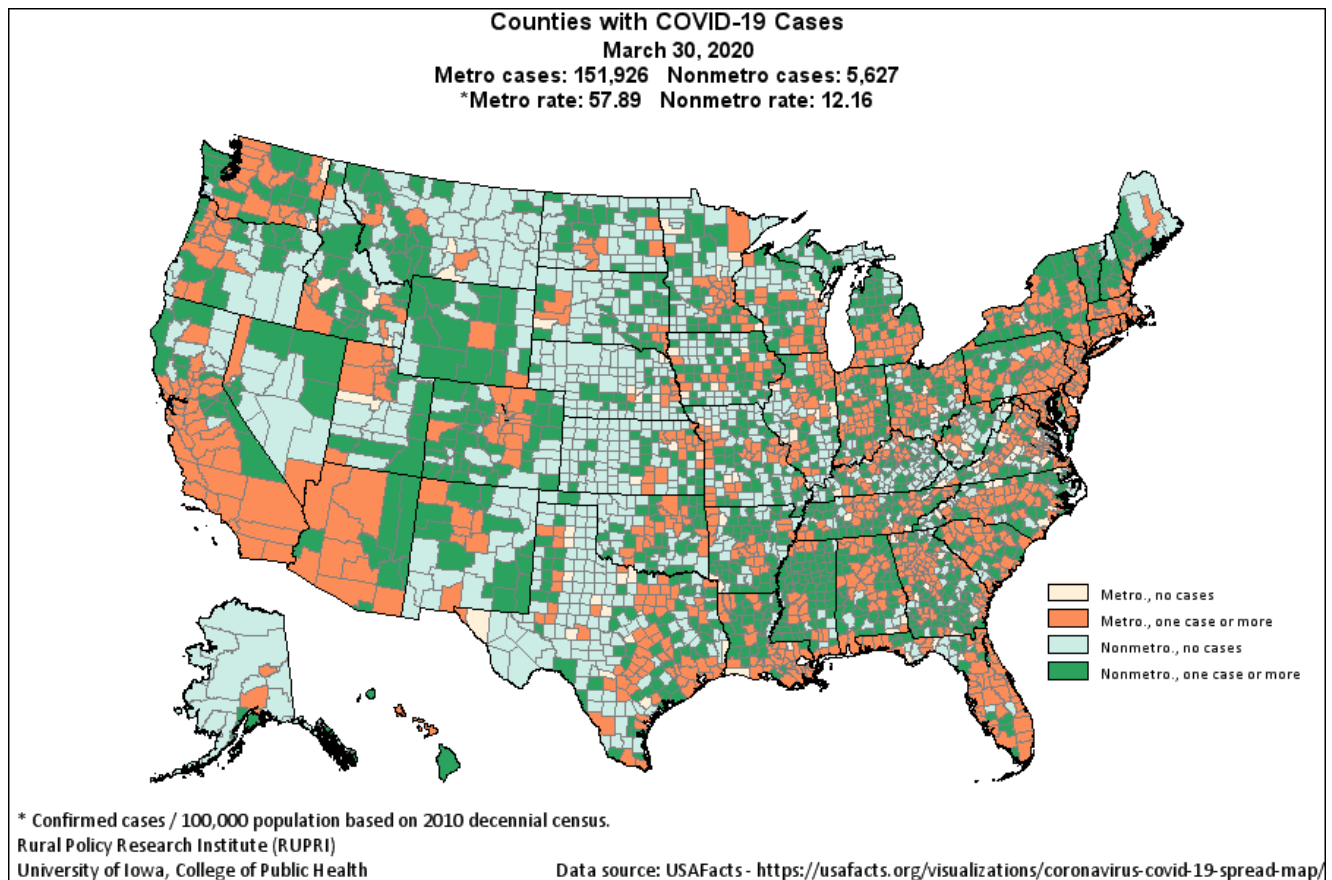 Counties with COVID-19 Cases
March 30, 2020
Metro cases: 151,926 Nonmetro cases: 5,627
*Metro rate: 57.89 Nonmetro rate: 12.16
Metro., no cases
Metro., one case or more
Nonmetro., no cases
Nonmetro., one case or more
* Confirmed cases / 100,000 population based on 2010 decennial census.
Rural Policy Research Institute (RUPRI)
University of Iowa, College of Public Health
Data source: USAFacts - https://usafacts.org/visualizations/coronavirus-covid-19-spread-map/